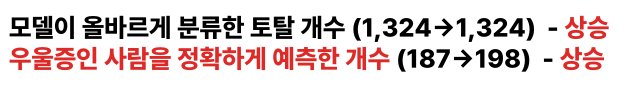 모델이 올바르게 분류한 토탈 개수 (1,324→1,324) - 상승
우울증인 사람을 정확하게 예측한 개수 (187→198) - 상승